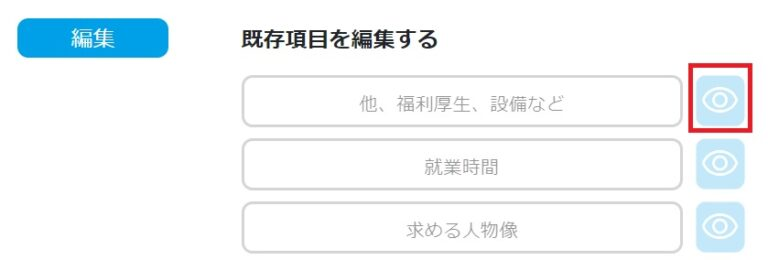 編集
既存項目を編集する
他、福利厚生、設備など
就業時間
求める人物像